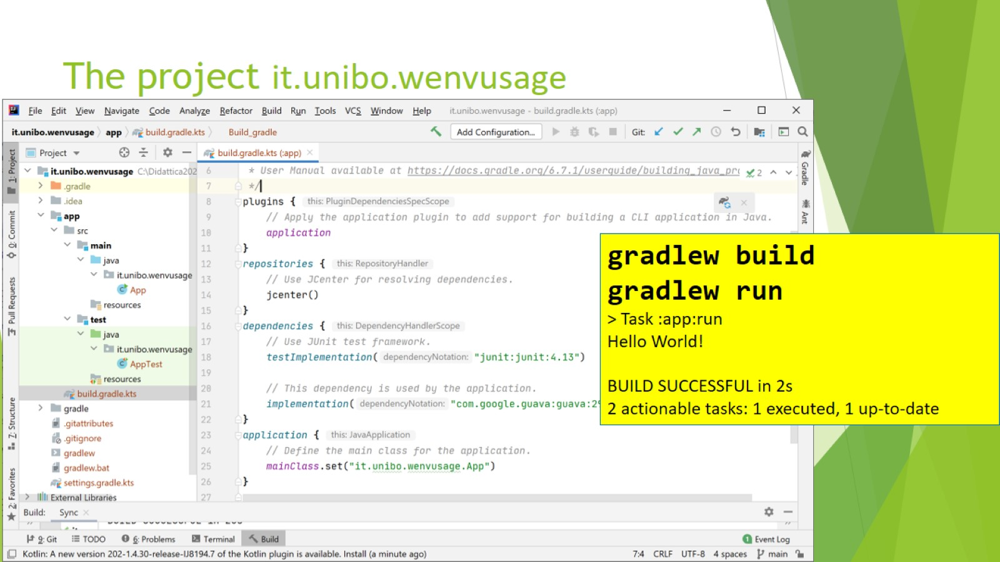 The project it.unibo.wenvusage
File Edit View Navigate Code Analyze Refactor Build Run Tools VCS Window Help it.unibo.wenvusage - build.gradle.kts (:app)
it.unibo.wenvusage app build.gradle.kts Build_gradle Add Configuration... Git:
Project build.gradle.kts (:app)
1: Project
0: Commit
Pull Requests
7: Structure
2: Favorites
it.unibo.wenvusage C:\Didattica202
.gradle
.idea
app
src
main
java
it.unibo.wenvusage
App
resources
test
java
it.unibo.wenvusage
AppTest
resources
build.gradle.kts
gradle
.gitattributes
.gitignore
gradlew
gradlew.bat
settings.gradle.kts
External Libraries
6 * User Manual available at https://docs.gradle.org/6.7.1/userguide/building_java_pro 2
7 */
8 plugins { this: PluginDependenciesSpecScope
9 // Apply the application plugin to add support for building a CLI application in Java.
10 application
11 }
12 repositories { this: RepositoryHandler
13 // Use JCenter for resolving dependencies.
14 jcenter()
15 }
16 dependencies { this: DependencyHandlerScope
17 // Use JUnit test framework.
18 testImplementation( dependencyNotation: "junit:junit:4.13")
19
20 // This dependency is used by the application.
21 implementation( dependencyNotation: "com.google.guava:guava:29
22 }
23 application { this: JavaApplication
24 // Define the main class for the application.
25 mainClass.set("it.unibo.wenvusage.App")
26 }
27
Gradle
Ant
gradlew build
gradlew run
> Task :app:run
Hello World!
BUILD SUCCESSFUL in 2s
2 actionable tasks: 1 executed, 1 up-to-date
Build: Sync
9: Git TODO 6: Problems Terminal Build 1 Event Log
Kotlin: A new version 202-1.4.30-release-IJ8194.7 of the Kotlin plugin is available. Install (a minute ago) 7:4 CRLF UTF-8 4 spaces main